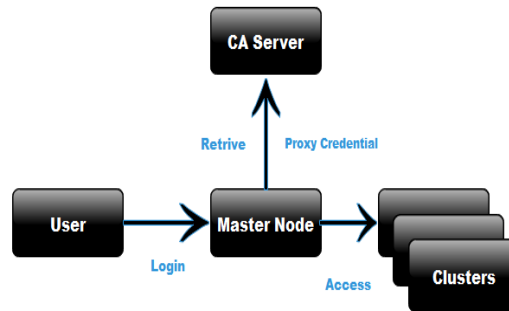 CA Server
Retrive
Proxy Credential
User
Master Node
Login
Access
Clusters